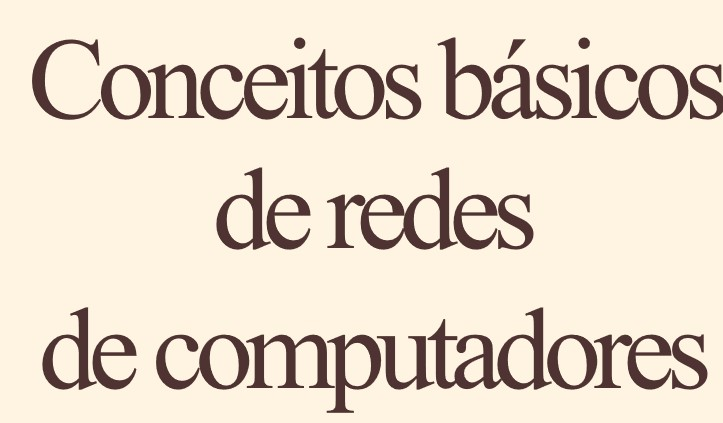 Conceitos básicos
de redes
de computadores